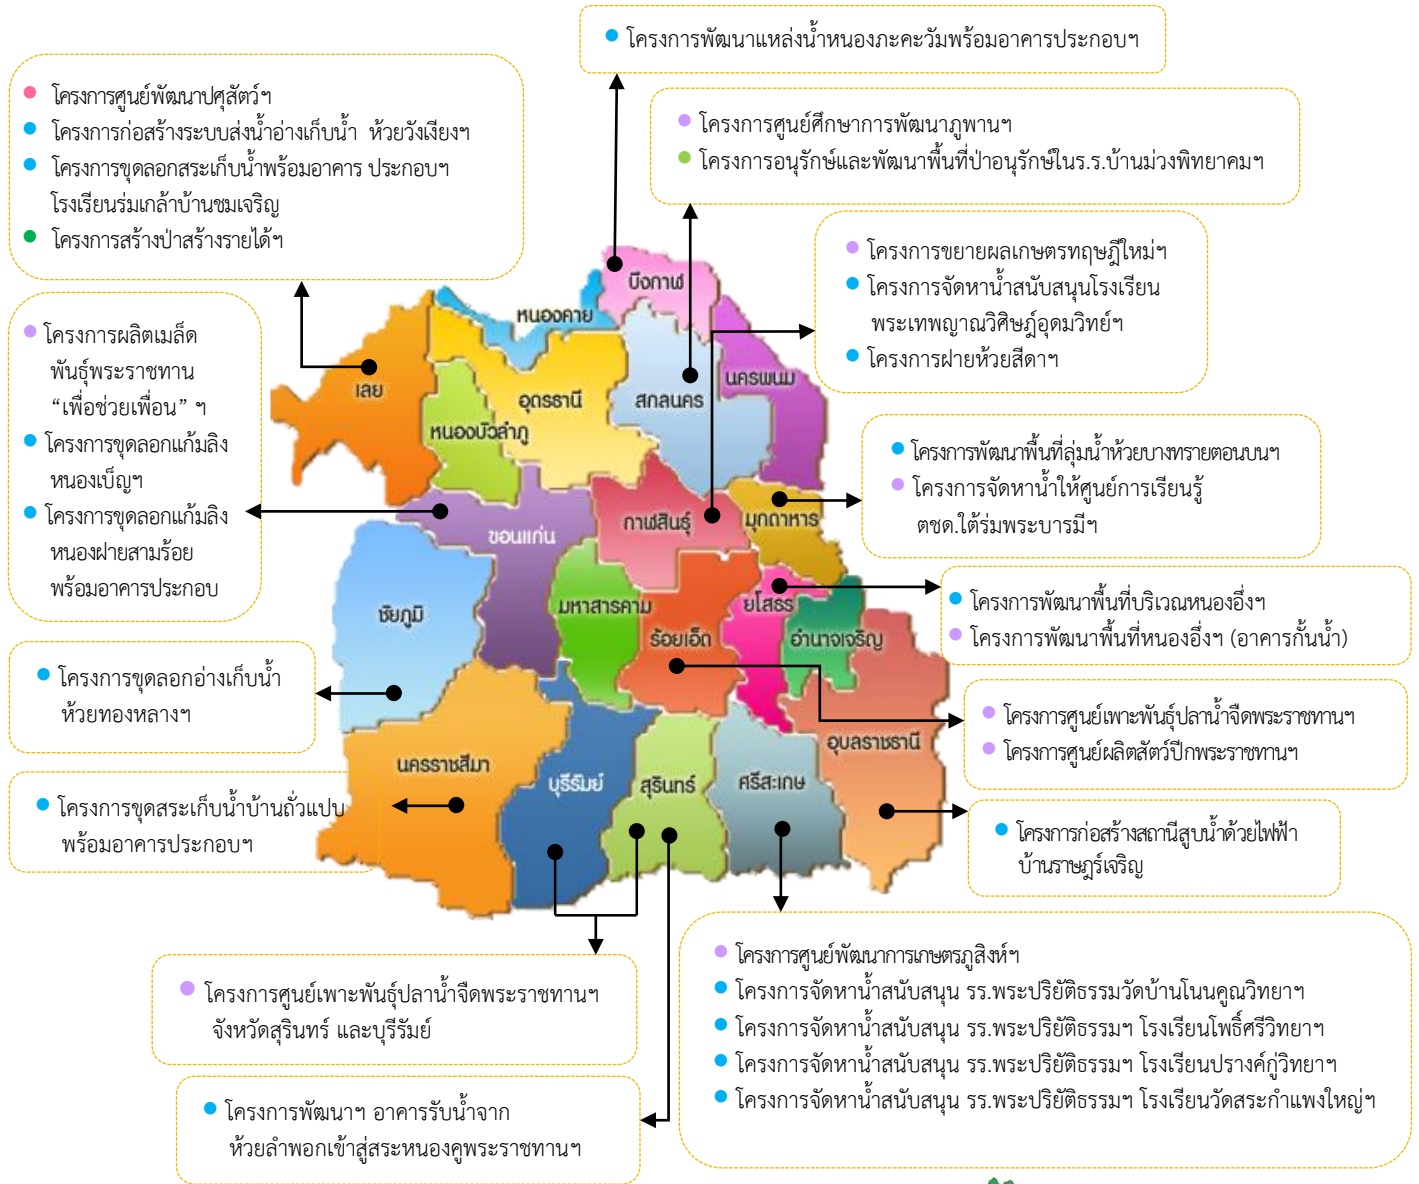 โครงการพัฒนาแหล่งน้ำหนองภะคะวัมพร้อมอาคารประกอบฯ
โครงการศูนย์พัฒนาปศุสัตว์ฯ
โครงการก่อสร้างระบบส่งน้ำอ่างเก็บน้ำ ห้วยวังเงียงฯ
โครงการขุดลอกสระเก็บน้ำพร้อมอาคาร ประกอบฯ
โรงเรียนร่มเกล้าบ้านชมเจริญ
โครงการสร้างป่าสร้างรายได้ฯ
โครงการศูนย์ศึกษาการพัฒนาภูพานฯ
โครงการอนุรักษ์และพัฒนาพื้นที่ป่าอนุรักษ์ในร.ร.บ้านม่วงพิทยาคมฯ
โครงการขยายผลเกษตรทฤษฎีใหม่ฯ
โครงการจัดหาน้ำสนับสนุนโรงเรียน
พระเทพญาณวิศิษฎ์อุดมวิทย์ฯ
โครงการฝายห้วยสีดาฯ
โครงการผลิตเมล็ด
พันธุ์พระราชทาน
“เพื่อช่วยเพื่อน” ฯ
โครงการขุดลอกแก้มลิง
หนองเบ็ญฯ
โครงการขุดลอกแก้มลิง
หนองฝายสามร้อย
พร้อมอาคารประกอบ
บึงกาฬ
หนองคาย
เลย
อุดรธานี
สกลนคร
นครพนม
หนองบัวลำภู
ขอนแก่น
กาฬสินธุ์
มุกดาหาร
ชัยภูมิ
มหาสารคาม
ร้อยเอ็ด
ยโสธร
อำนาจเจริญ
นครราชสีมา
บุรีรัมย์
สุรินทร์
ศรีสะเกษ
อุบลราชธานี
โครงการพัฒนาพื้นที่ลุ่มน้ำห้วยบางทรายตอนบนฯ
โครงการจัดหาน้ำให้ศูนย์การเรียนรู้
ตชด.ใต้ร่มพระบารมีฯ
โครงการพัฒนาพื้นที่บริเวณหนองอึ่งฯ
โครงการพัฒนาพื้นที่หนองอึ่งฯ (อาคารกั้นน้ำ)
โครงการขุดลอกอ่างเก็บน้ำ
ห้วยทองหลางฯ
โครงการศูนย์เพาะพันธุ์ปลาน้ำจืดพระราชทานฯ
โครงการศูนย์ผลิตสัตว์ปีกพระราชทานฯ
โครงการขุดสระเก็บน้ำบ้านถั่วแปบ
พร้อมอาคารประกอบฯ
โครงการก่อสร้างสถานีสูบน้ำด้วยไฟฟ้า
บ้านราษฎร์เจริญ
โครงการศูนย์เพาะพันธุ์ปลาน้ำจืดพระราชทานฯ
จังหวัดสุรินทร์ และบุรีรัมย์
โครงการพัฒนาฯ อาคารรับน้ำจาก
ห้วยลำพอกเข้าสู่สระหนองคูพระราชทานฯ
โครงการศูนย์พัฒนาการเกษตรภูสิงห์ฯ
โครงการจัดหาน้ำสนับสนุน รร.พระปริยัติธรรมวัดบ้านโนนคูณวิทยาฯ
โครงการจัดหาน้ำสนับสนุน รร.พระปริยัติธรรมฯ โรงเรียนโพธิ์ศรีวิทยาฯ
โครงการจัดหาน้ำสนับสนุน รร.พระปริยัติธรรมฯ โรงเรียนปรางค์กู่วิทยาฯ
โครงการจัดหาน้ำสนับสนุน รร.พระปริยัติธรรมฯ โรงเรียนวัดสระกำแพงใหญ่ฯ